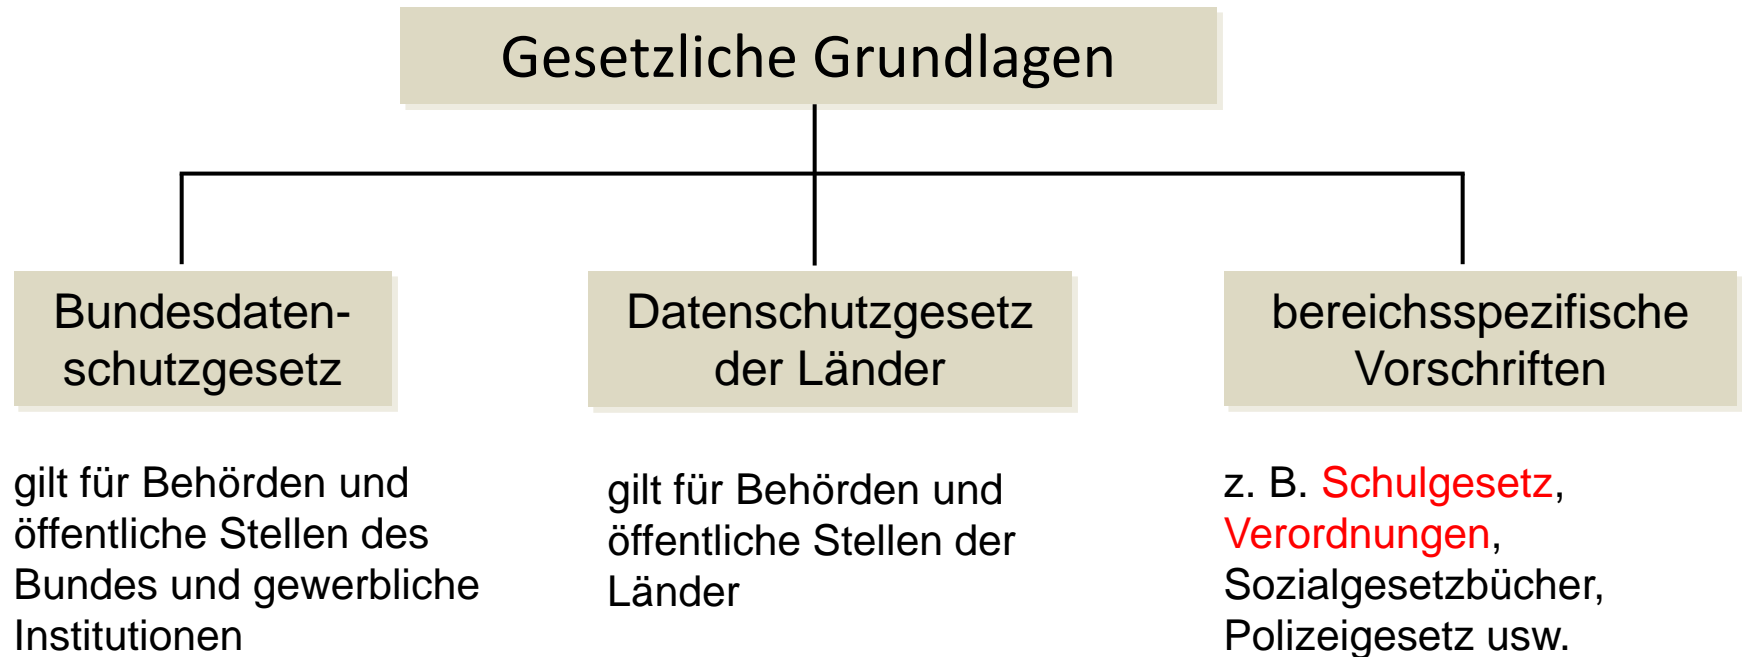 Gesetzliche Grundlagen
Bundesdaten-
schutzgesetz
gilt für Behörden und
öffentliche Stellen des
Bundes und gewerbliche
Institutionen
Datenschutzgesetz
der Länder
gilt für Behörden und
öffentliche Stellen der
Länder
bereichsspezifische
Vorschriften
z. B. Schulgesetz,
Verordnungen,
Sozialgesetzbücher,
Polizeigesetz usw.